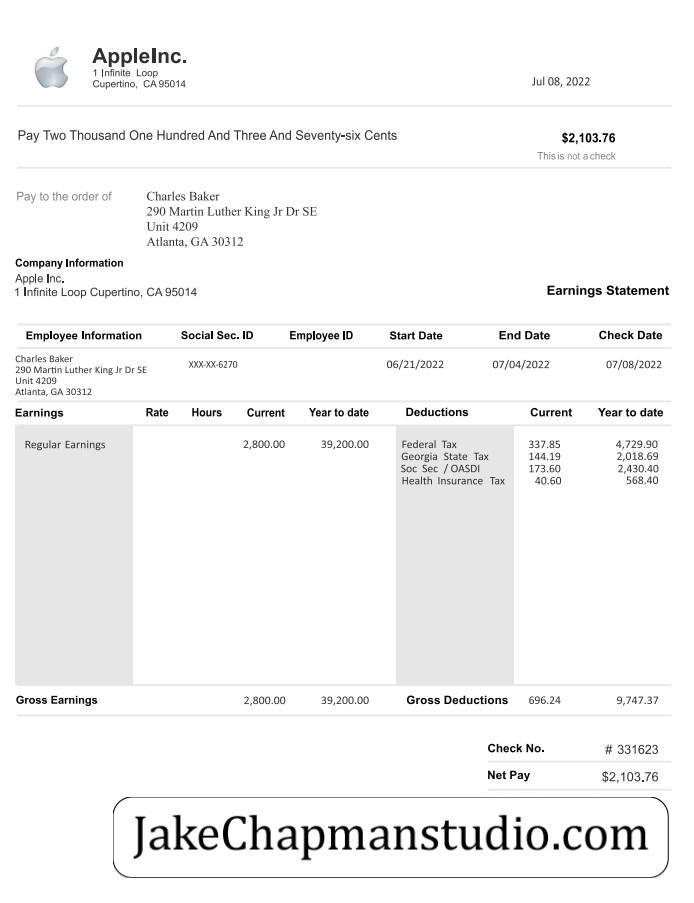 AppleInc.
1 Infinite Loop
Cupertino, CA 95014
Jul 08, 2022
Pay Two Thousand One Hundred And Three And Seventy-six Cents
$2,103.76
This is not a check
Pay to the order of
Charles Baker
290 Martin Luther King Jr Dr SE
Unit 4209
Atlanta, GA 30312
Company Information
Apple Inc.
1 Infinite Loop Cupertino, CA 95014
Earnings Statement
Employee Information Social Sec. ID Employee ID Start Date End Date Check Date
Charles Baker
290 Martin Luther King Jr Dr SE
Unit 4209
Atlanta, GA 30312
XXX-XX-6270 06/21/2022 07/04/2022 07/08/2022
Earnings Rate Hours Current Year to date Deductions Current Year to date
Regular Earnings 2,800.00 39,200.00 Federal Tax 337.85 4,729.90
Georgia State Tax 144.19 2,018.69
Soc Sec / OASDI 173.60 2,430.40
Health Insurance Tax 40.60 568.40
Gross Earnings 2,800.00 39,200.00 Gross Deductions 696.24 9,747.37
Check No. # 331623
Net Pay $2,103.76
JakeChapmanstudio.com